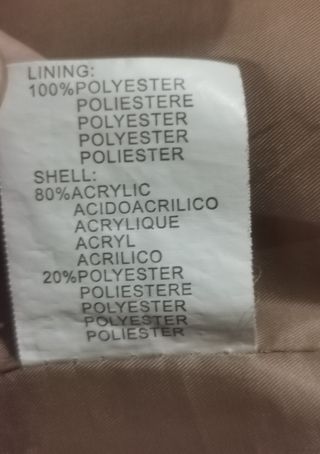 LINING:
100%POLYESTER
POLIESTERE
POLYESTER
POLYESTER
POLIESTER
SHELL:
80%ACRYLIC
ACIDOACRILICO
ACRYLIQUE
ACRYL
ACRILICO
20%POLYESTER
POLIESTERE
POLYESTER
POLYESTER
POLIESTER